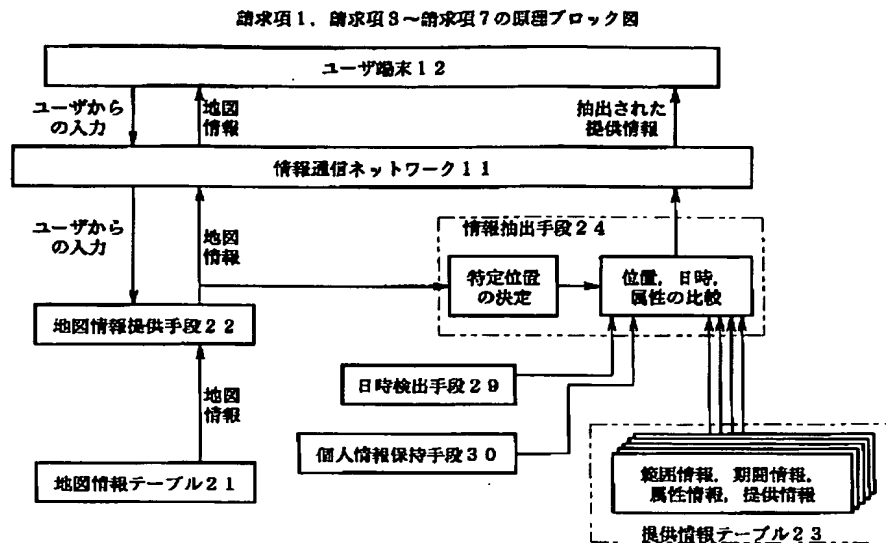 請求項1，請求項3～請求項7の原理ブロック図
ユーザ端末12
ユーザから
の入力
地図
情報
抽出された
提供情報
情報通信ネットワーク11
ユーザから
の入力
地図
情報
情報抽出手段24
特定位置
の決定
位置，日時，
属性の比較
地図情報提供手段22
日時検出手段29
地図
情報
個人情報保持手段30
範囲情報，期間情報，
属性情報，提供情報
地図情報テーブル21
提供情報テーブル23